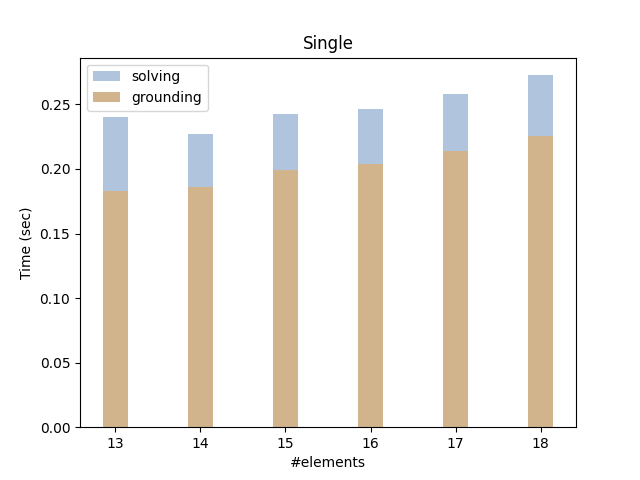 Single
solving
grounding
0.25
0.20
0.15
0.10
0.05
0.00
Time (sec)
13 14 15 16 17 18
#elements